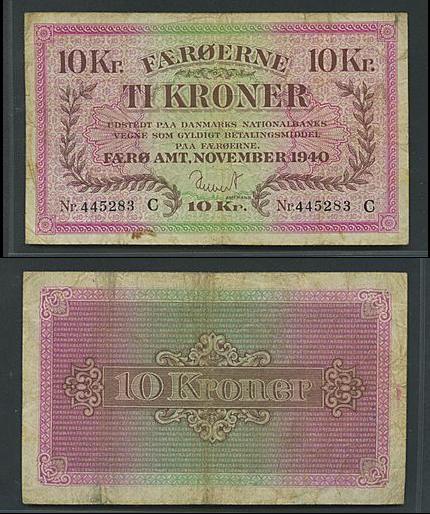 10 Kr. FÆRØERNE 10 Kr.
TI KRONER
UDSTEDT PAA DANMARKS NATIONALBANKS
VEGNE SOM GYLDIGT BETALINGSMIDDEL
PAA FÆRØERNE.
FÆRØ AMT, NOVEMBER 1940
AMTMAND
Nr. 445283 C 10 Kr. Nr. 445283 C
10 Kroner